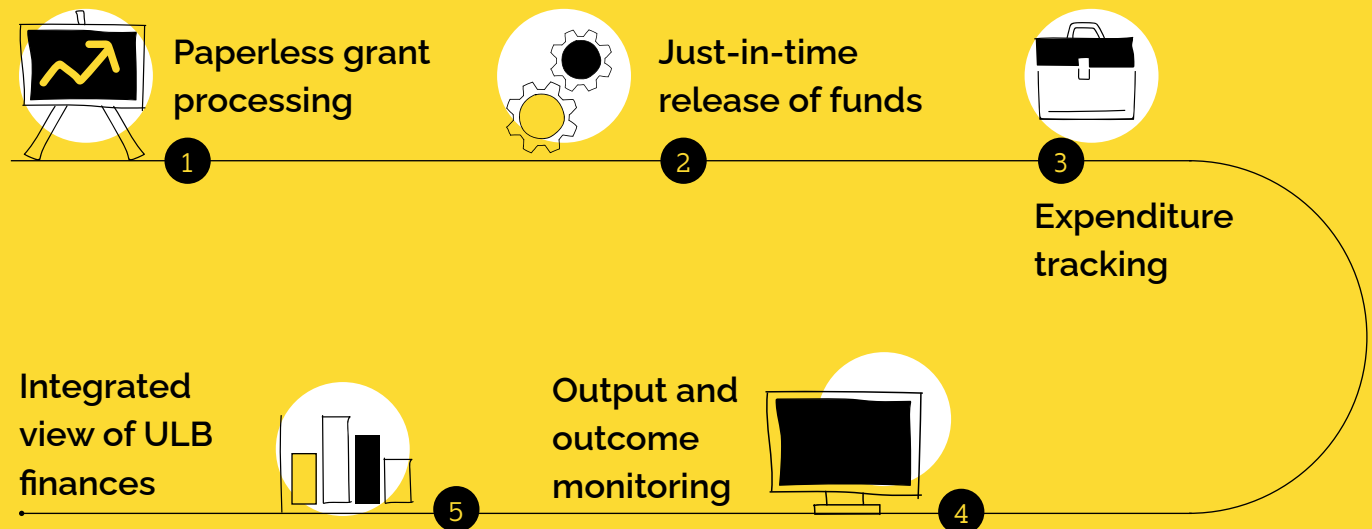 Paperless grant
processing
1
Just-in-time
release of funds
2
3
Expenditure
tracking
Output and
outcome
monitoring
4
Integrated
view of ULB
finances
5